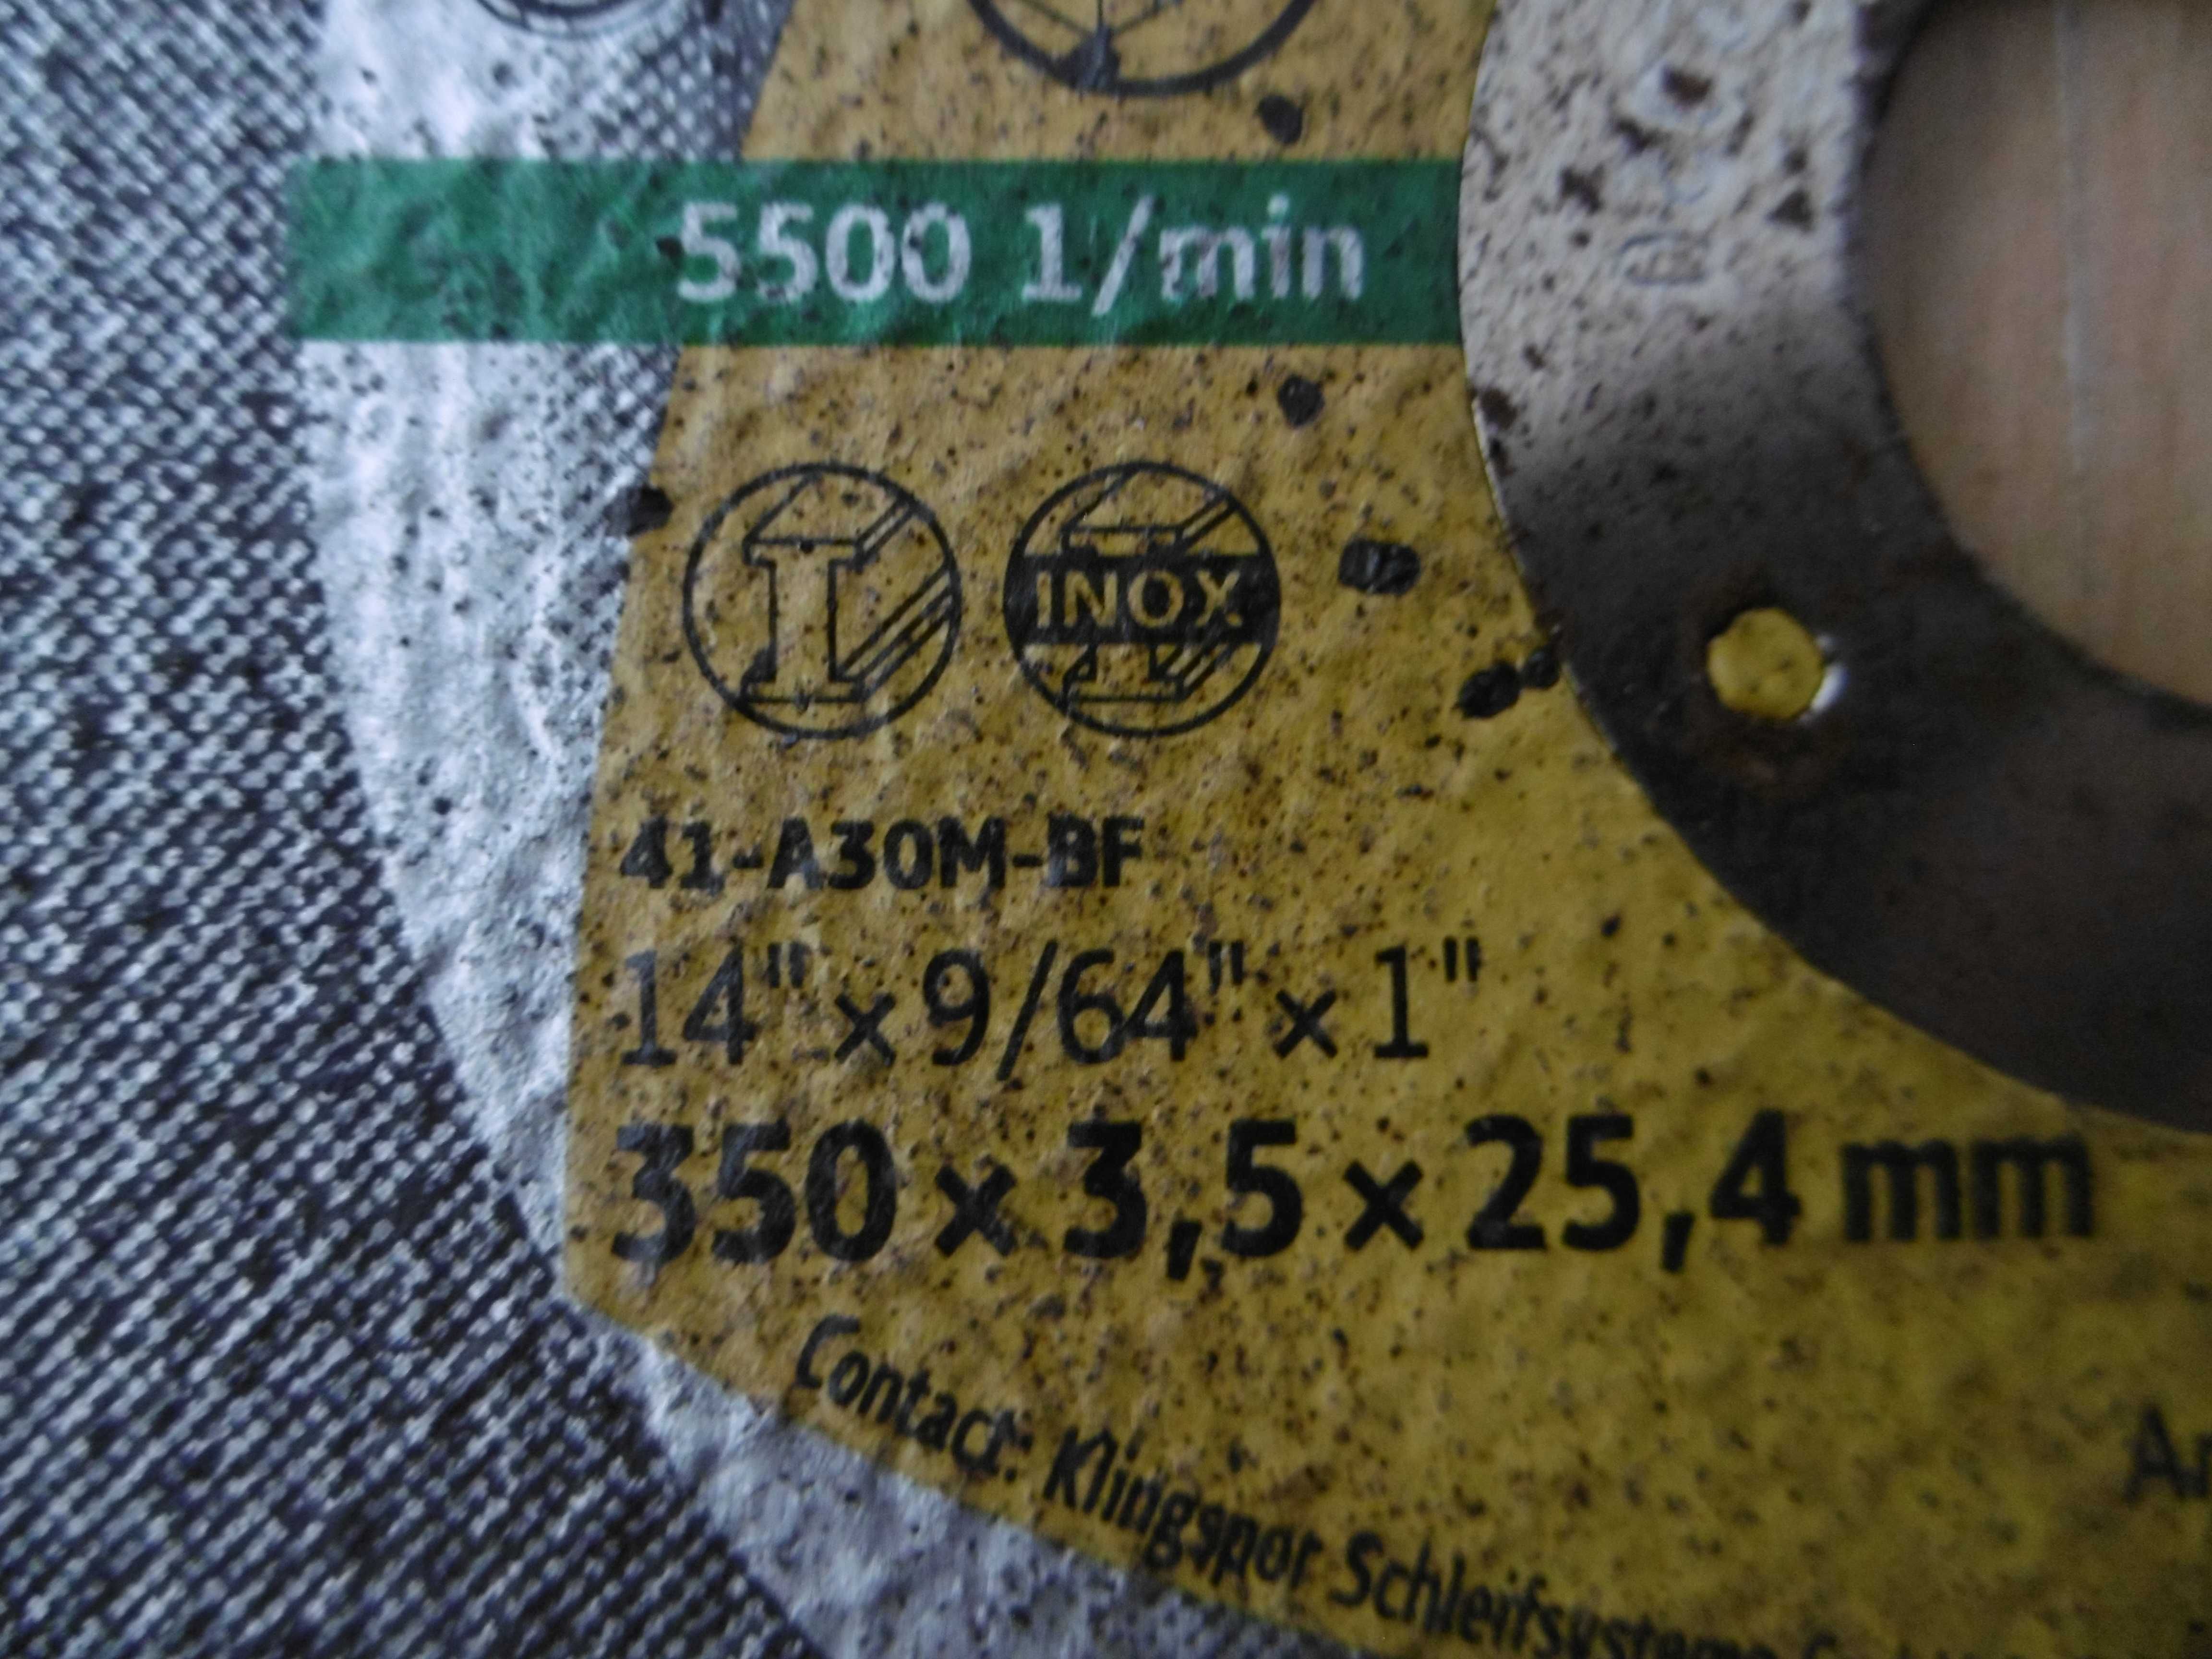 5500 1/min
INOX
41-A30M-BF
14" x 9/64" x 1"
350 x 3,5 x 25,4 mm
Contact: Klingspor Schleifsysteme